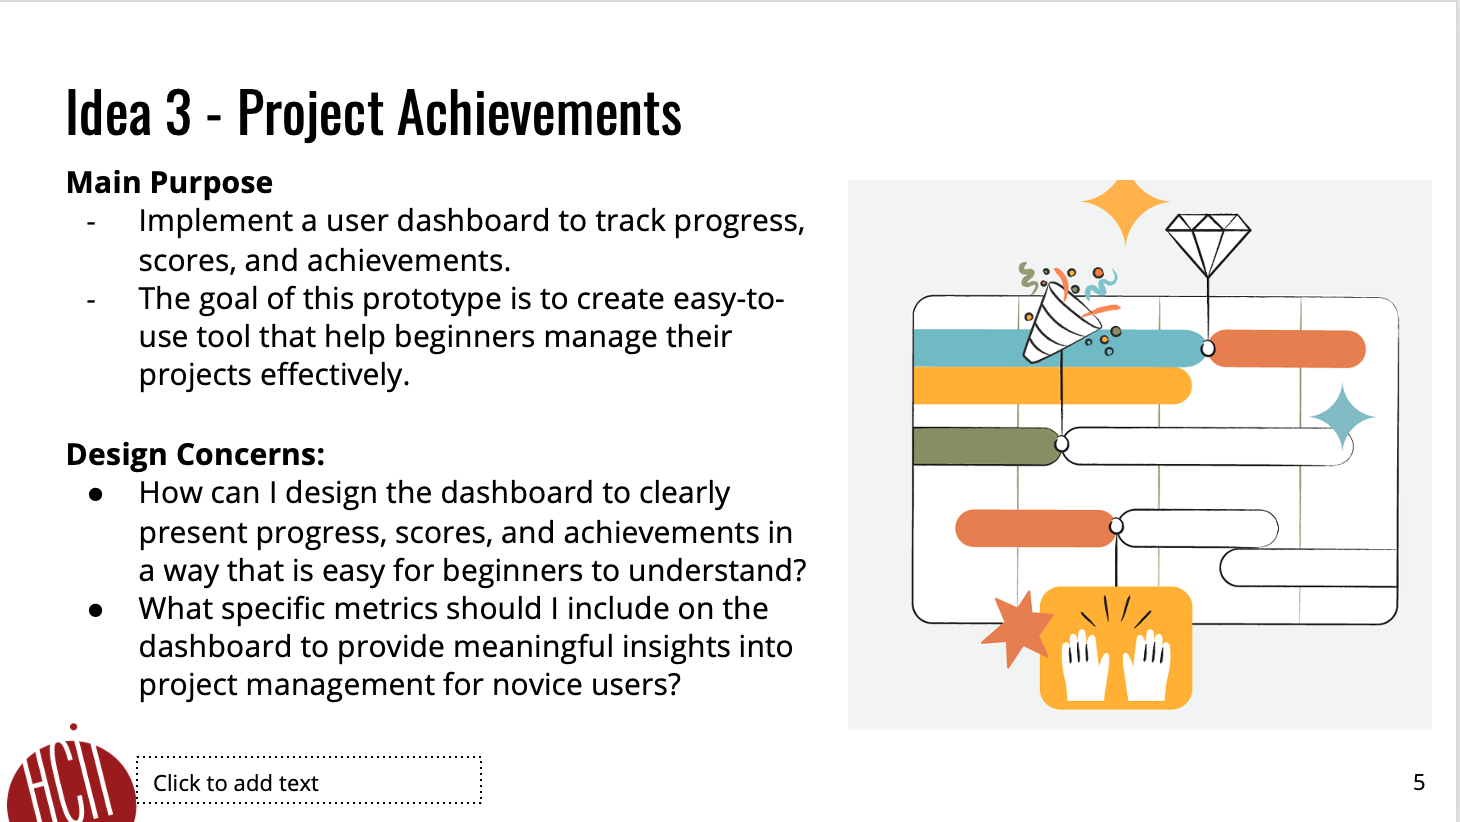 Idea 3 - Project Achievements
Main Purpose
- Implement a user dashboard to track progress,
scores, and achievements.
- The goal of this prototype is to create easy-to-
use tool that help beginners manage their
projects effectively.
Design Concerns:
● How can I design the dashboard to clearly
present progress, scores, and achievements in
a way that is easy for beginners to understand?
● What specific metrics should I include on the
dashboard to provide meaningful insights into
project management for novice users?
HCII
Click to add text
5